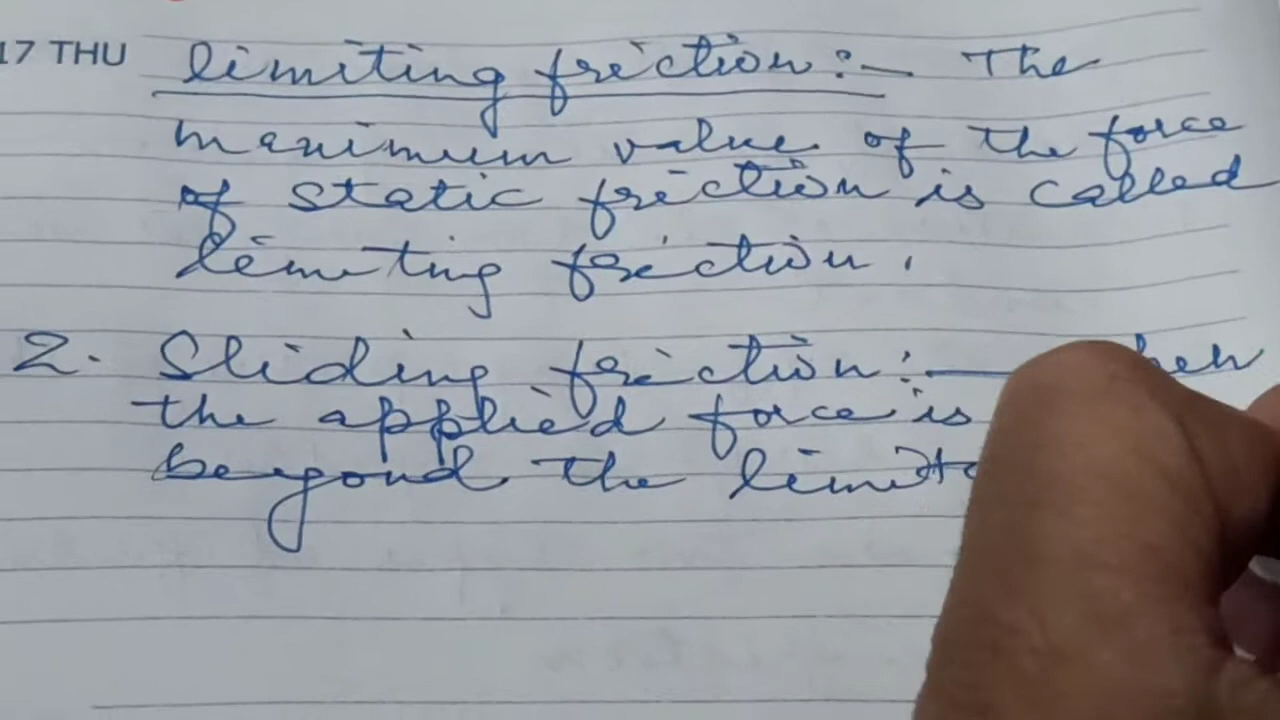 17 THU limiting friction :- The
maximum value of the force
of static friction is called
limiting friction.
2. Sliding friction :- when
the applied force is
beyond the